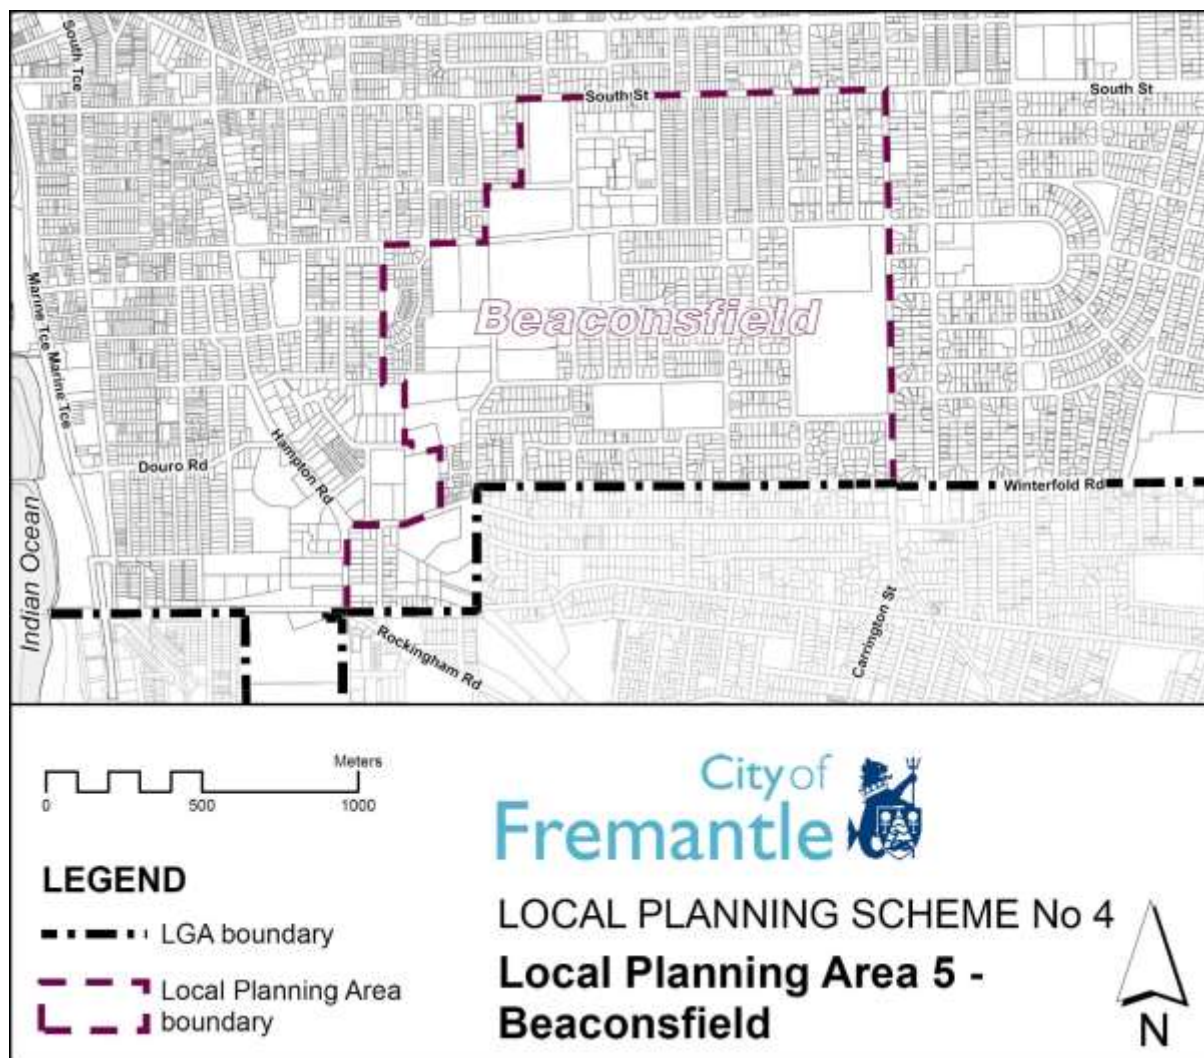 South Tce
South St
South St
Beaconsfield
Marine Tce
Marine Tce
Hampton Rd
Douro Rd
Winterfold Rd
Indian Ocean
Rockingham Rd
Carrington St
Meters
0 500 1000
City of
Fremantle
LEGEND
LGA boundary
Local Planning Area
boundary
LOCAL PLANNING SCHEME No 4
Local Planning Area 5 -
Beaconsfield
N